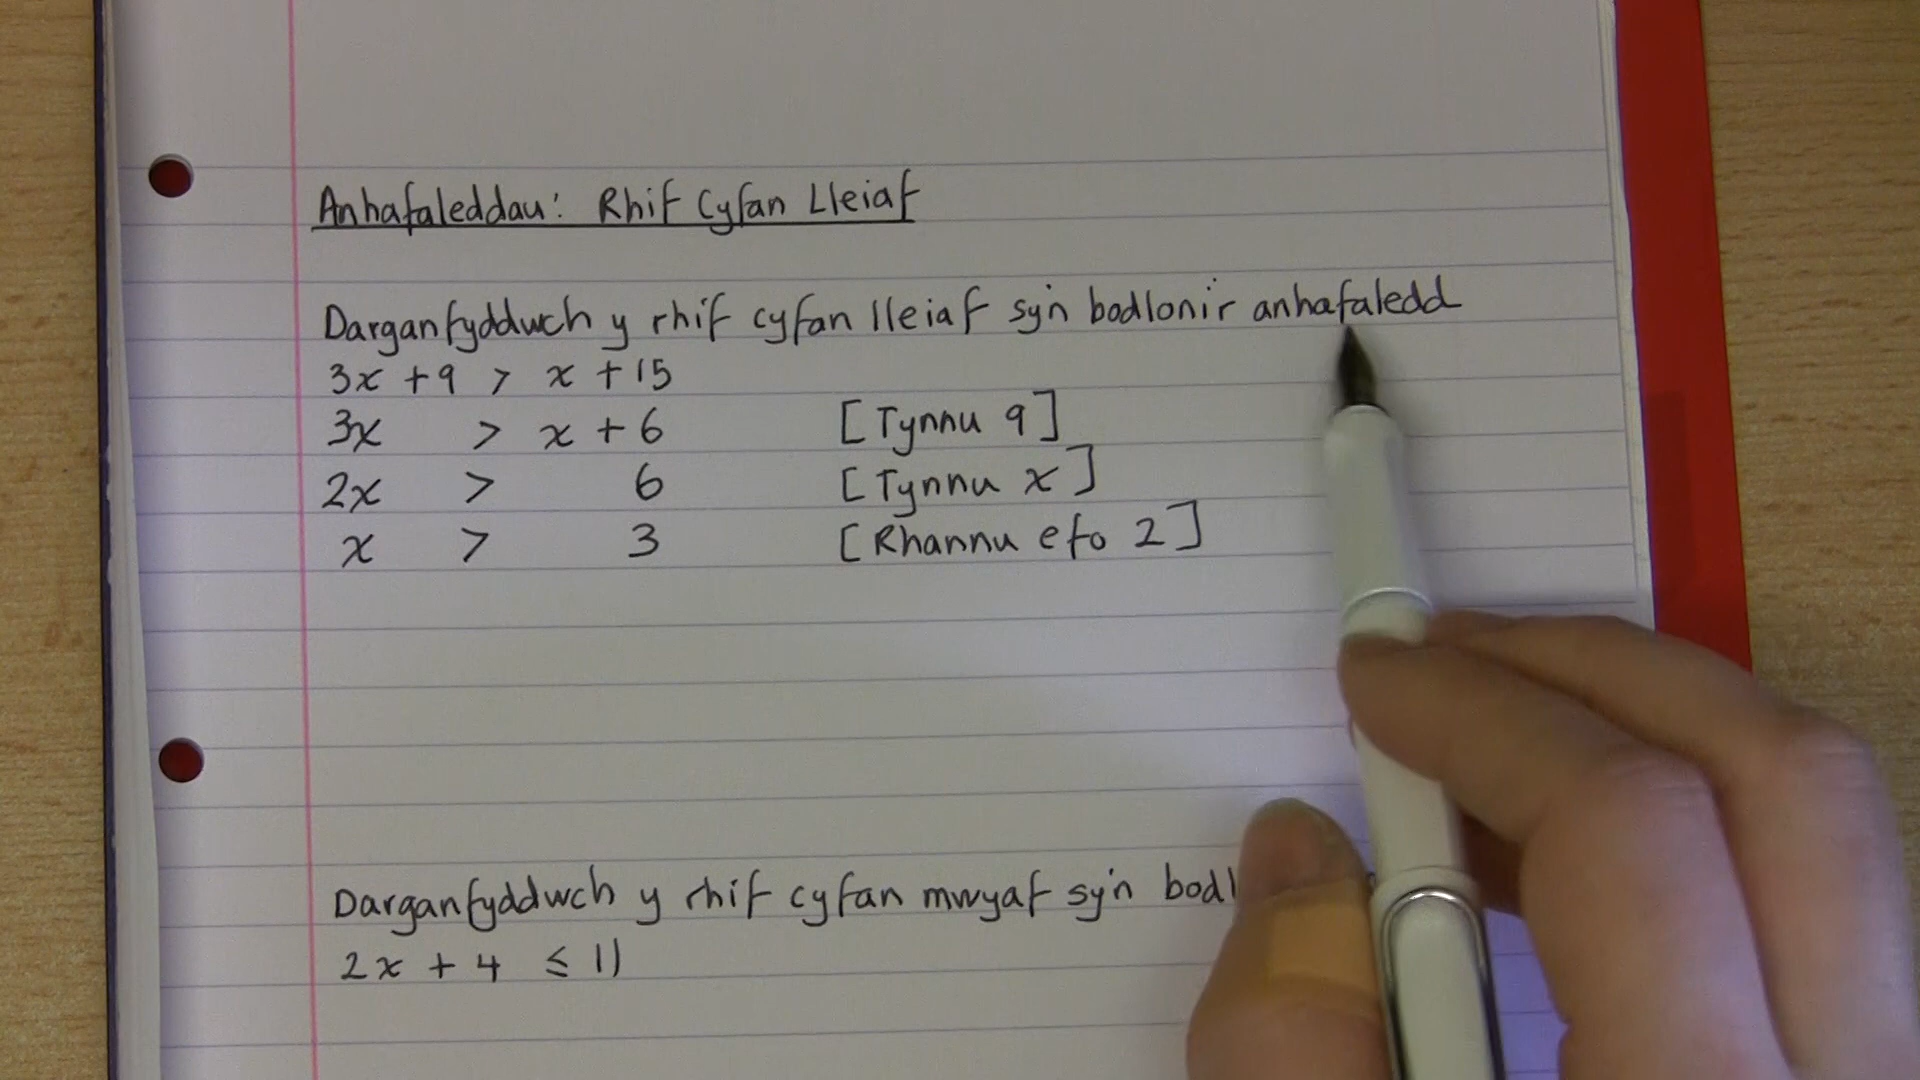 Anhafaleddau: Rhif Cyfan Lleiaf
Darganfyddwch y rhif cyfan lleiaf sy'n bodloni'r anhafaledd
3x + 9 > x + 15
3x > x + 6 [Tynnu 9]
2x > 6 [Tynnu x]
x > 3 [Rhannu efo 2]
Darganfyddwch y rhif cyfan mwyaf sy'n
2x + 4 ≤ 11